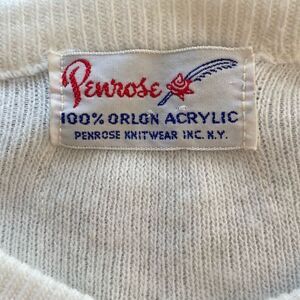 Penrose
100% ORLON ACRYLIC
PENROSE KNITWEAR INC. N.Y.